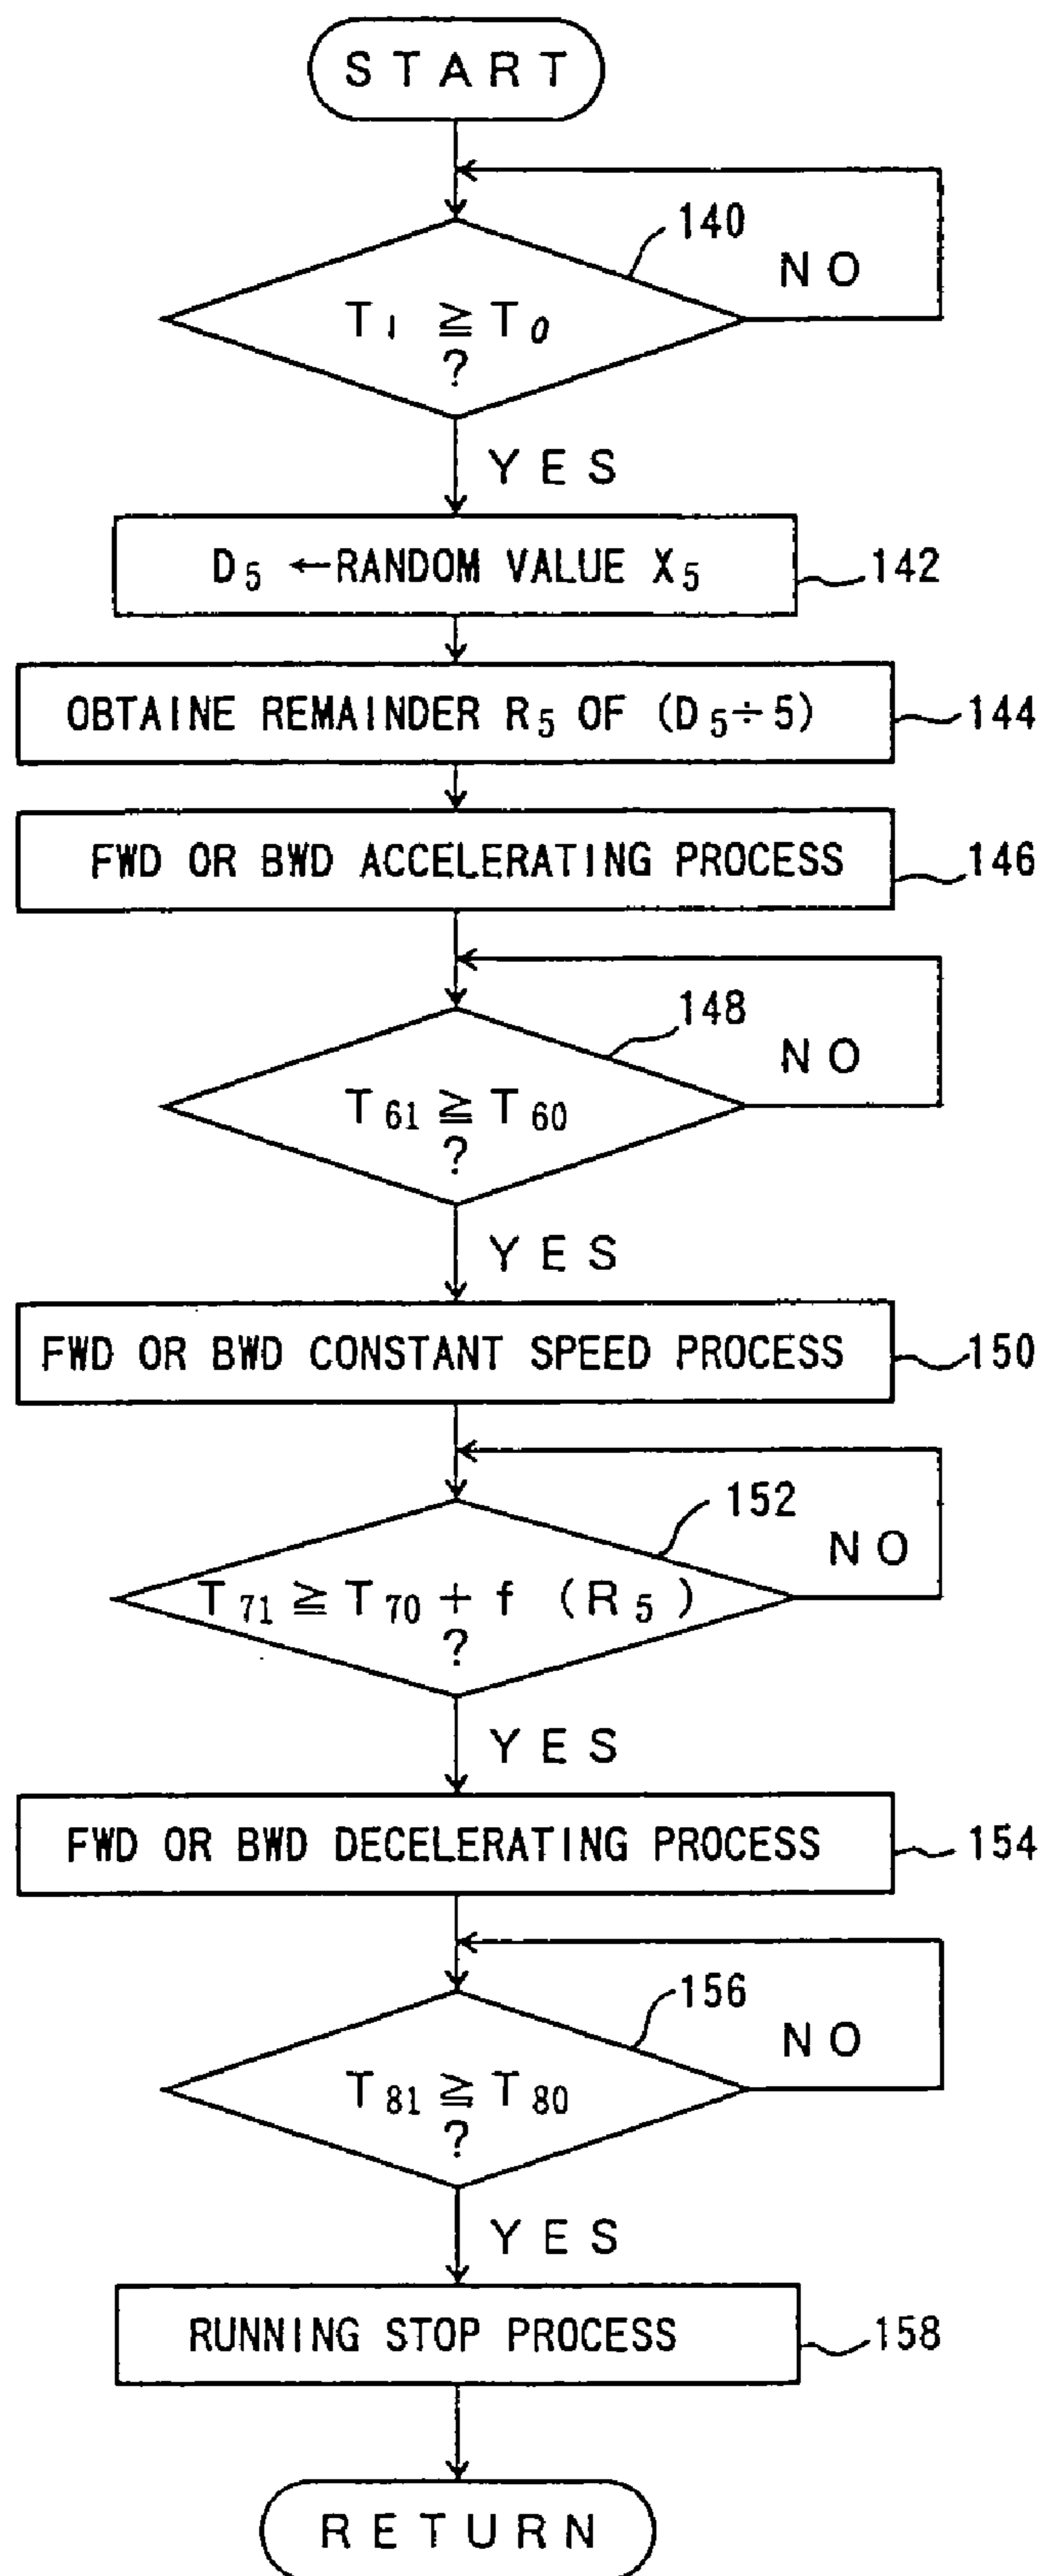 START
140
NO
T₁ ≧ T₀
?
YES
D₅ ←RANDOM VALUE X₅
142
OBTAINE REMAINDER R₅ OF (D₅÷5)
144
FWD OR BWD ACCELERATING PROCESS
146
148
NO
T₆₁ ≧ T₆₀
?
YES
FWD OR BWD CONSTANT SPEED PROCESS
150
152
NO
T₇₁ ≧ T₇₀ + f (R₅)
?
YES
FWD OR BWD DECELERATING PROCESS
154
156
NO
T₈₁ ≧ T₈₀
?
YES
RUNNING STOP PROCESS
158
RETURN